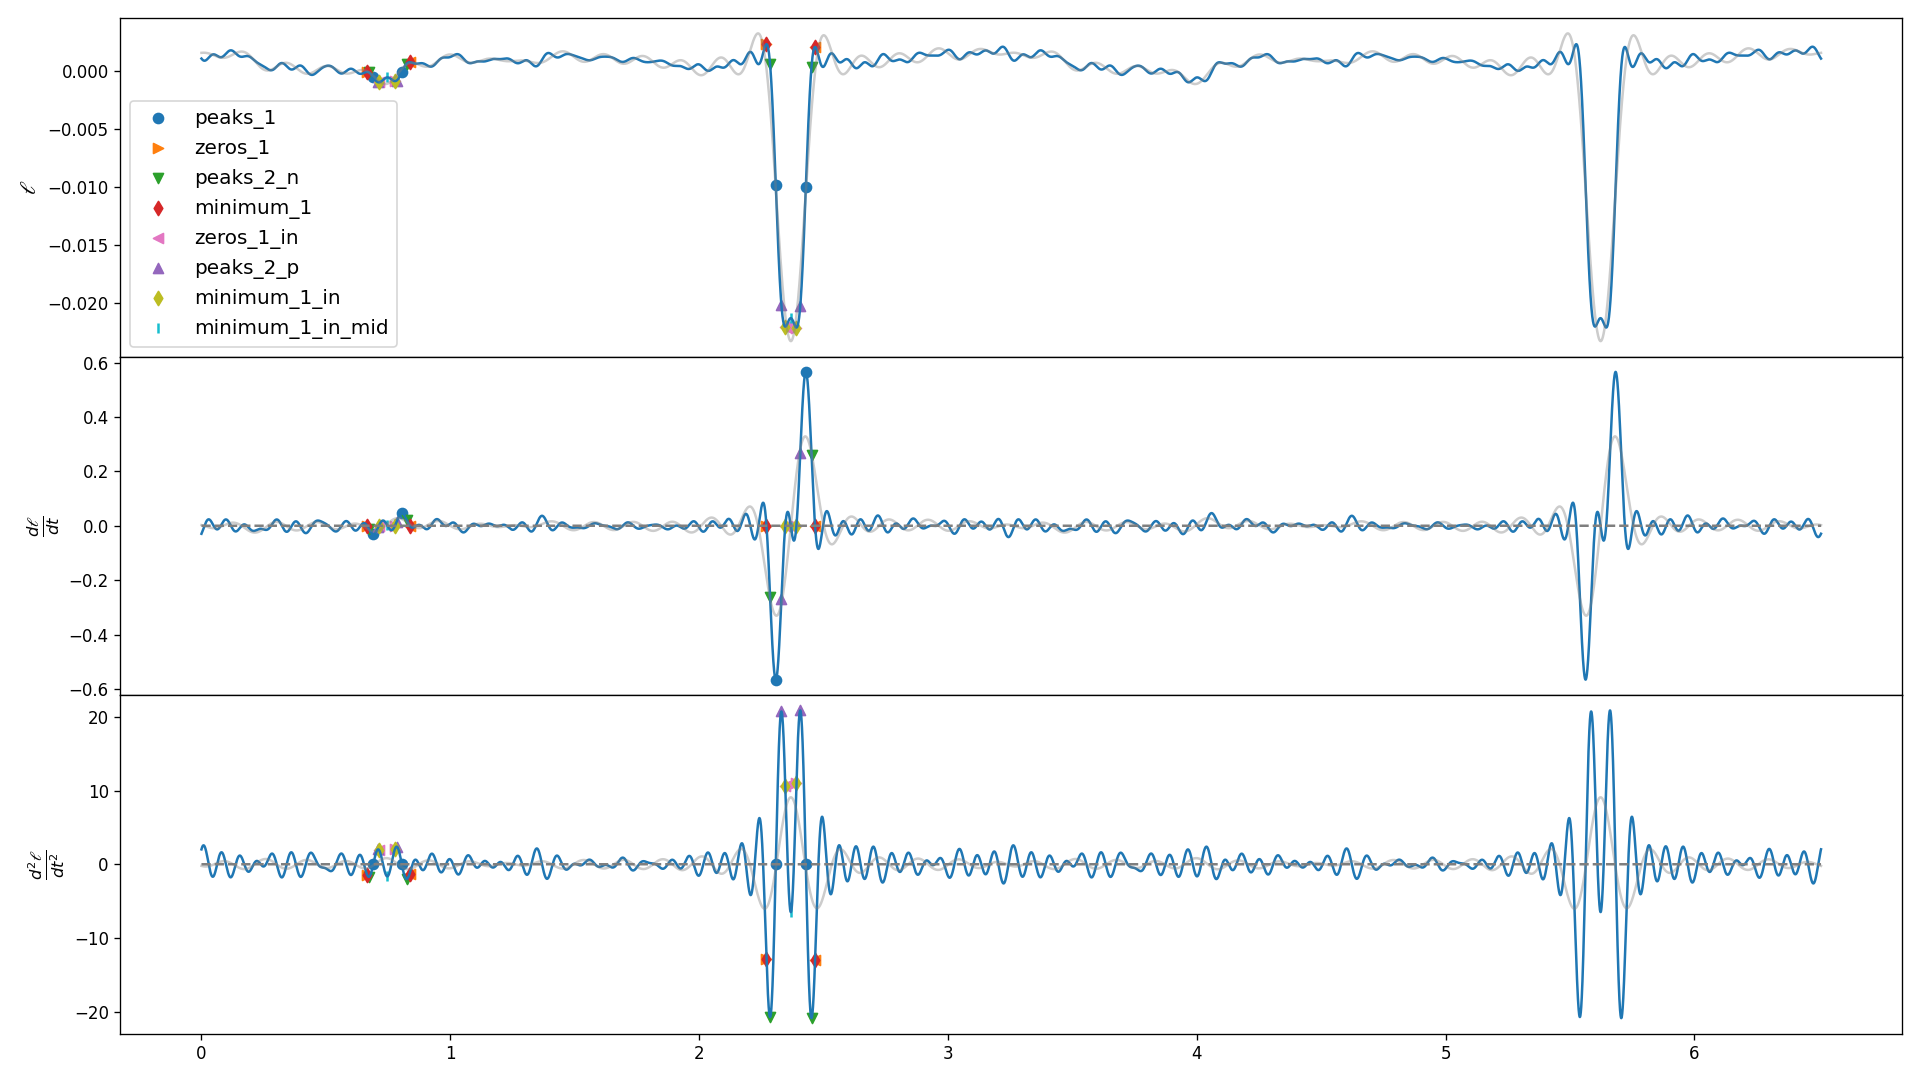 0.000
−0.005
−0.010
−0.015
−0.020
ℓ
peaks_1
zeros_1
peaks_2_n
minimum_1
zeros_1_in
peaks_2_p
minimum_1_in
minimum_1_in_mid
0.6
0.4
0.2
0.0
−0.2
−0.4
−0.6
dℓ
dt
20
10
0
−10
−20
d²ℓ
dt²
0 1 2 3 4 5 6